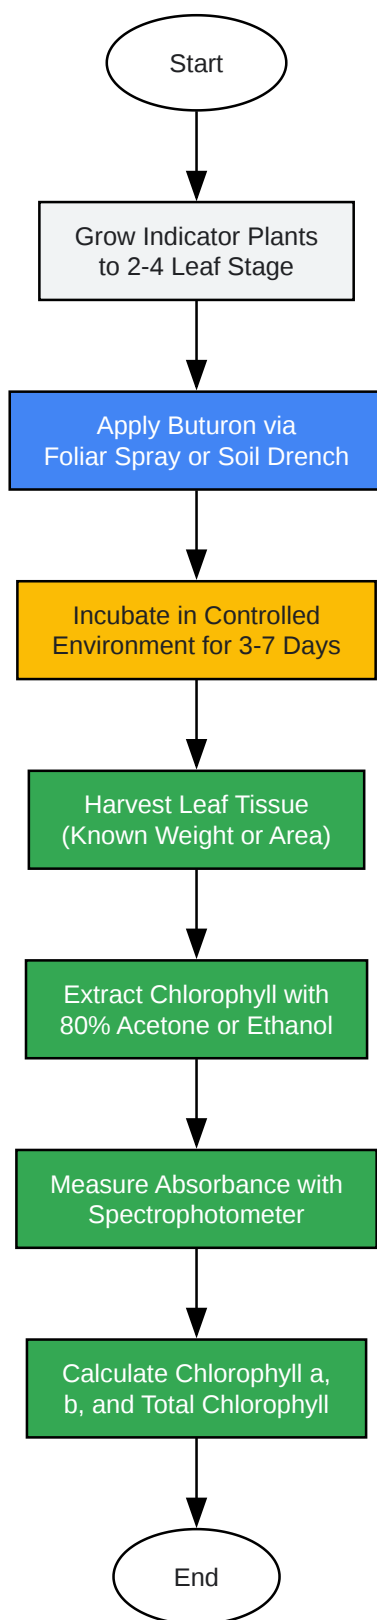 Start
Grow Indicator Plants
to 2-4 Leaf Stage
Apply Buturon via
Foliar Spray or Soil Drench
Incubate in Controlled
Environment for 3-7 Days
Harvest Leaf Tissue
(Known Weight or Area)
Extract Chlorophyll with
80% Acetone or Ethanol
Measure Absorbance with
Spectrophotometer
Calculate Chlorophyll a,
b, and Total Chlorophyll
End